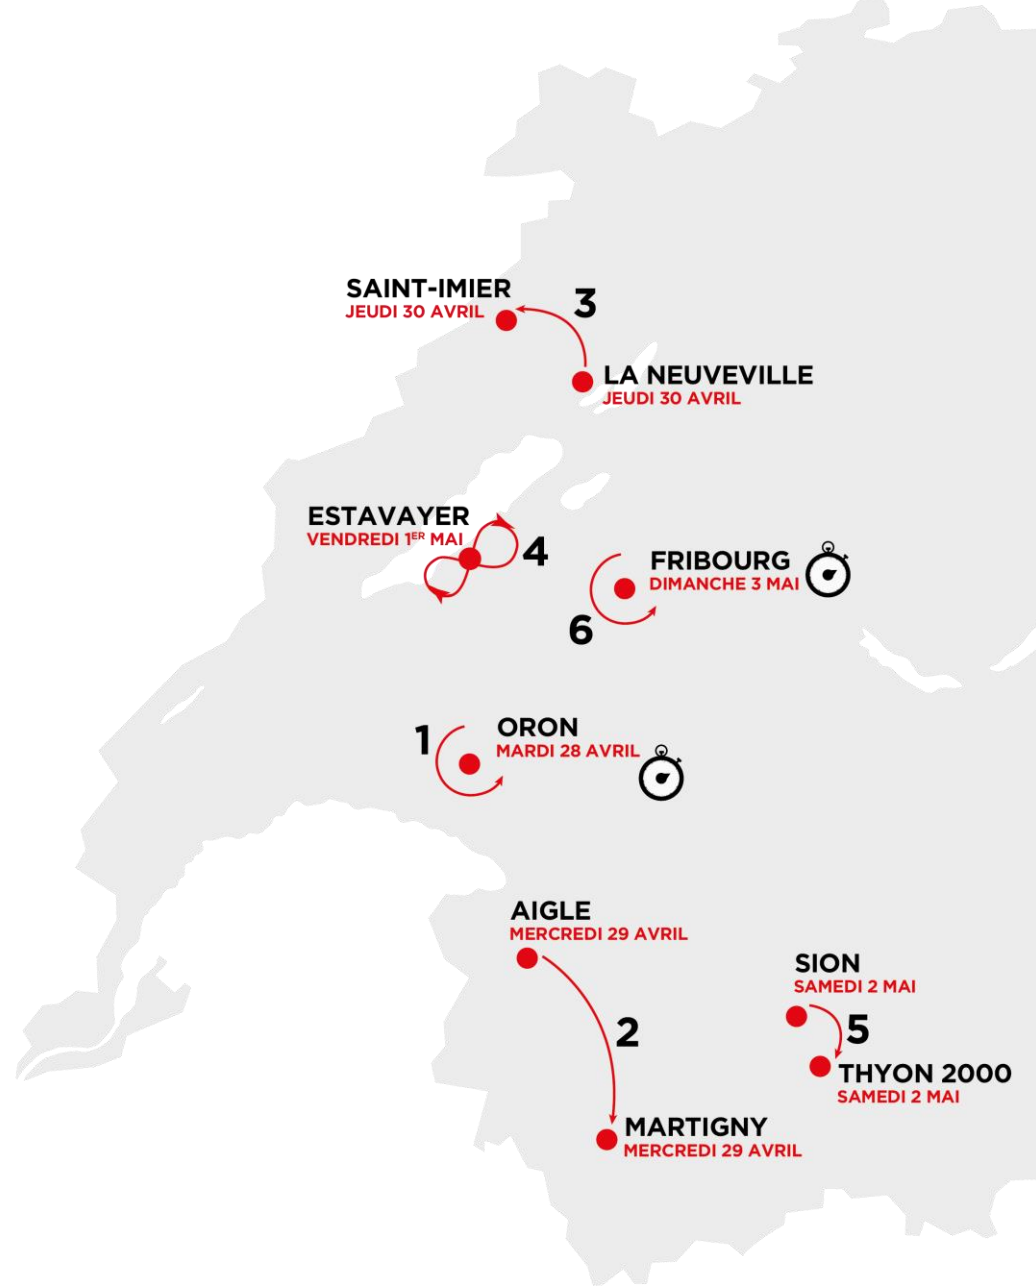 SAINT-IMIER
JEUDI 30 AVRIL
3
LA NEUVEVILLE
JEUDI 30 AVRIL
ESTAVAYER
VENDREDI 1ER MAI
4
FRIBOURG
DIMANCHE 3 MAI
6
1
ORON
MARDI 28 AVRIL
AIGLE
MERCREDI 29 AVRIL
2
SION
SAMEDI 2 MAI
5
THYON 2000
SAMEDI 2 MAI
MARTIGNY
MERCREDI 29 AVRIL